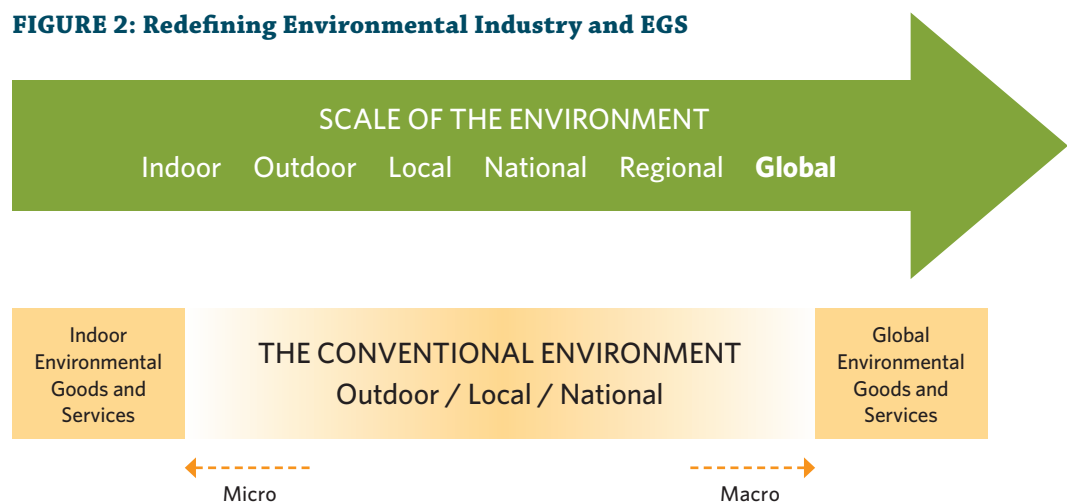 FIGURE 2: Redefining Environmental Industry and EGS
SCALE OF THE ENVIRONMENT
Indoor Outdoor Local National Regional Global
Indoor
Environmental
Goods and
Services
THE CONVENTIONAL ENVIRONMENT
Outdoor / Local / National
Global
Environmental
Goods and
Services
Micro
Macro